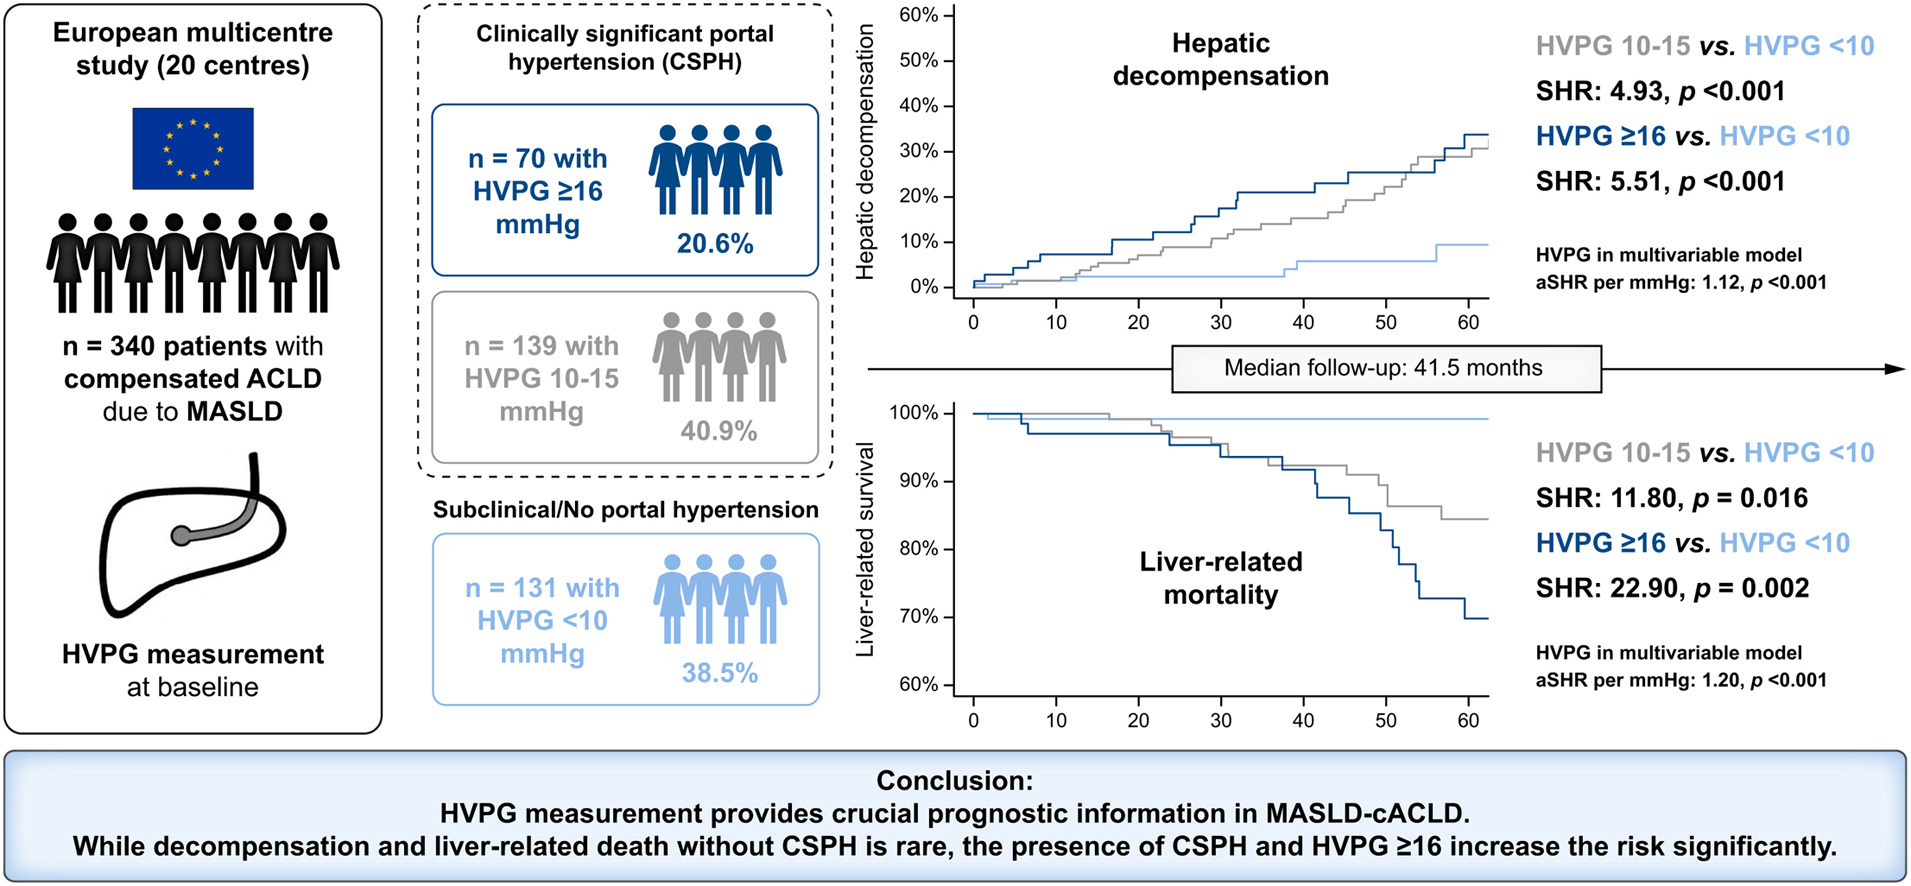 European multicentre
study (20 centres)
n = 340 patients with
compensated ACLD
due to MASLD
HVPG measurement
at baseline
Clinically significant portal
hypertension (CSPH)
n = 70 with
HVPG ≥16
mmHg
20.6%
n = 139 with
HVPG 10-15
mmHg
40.9%
Subclinical/No portal hypertension
n = 131 with
HVPG <10
mmHg
38.5%
Hepatic decompensation
60%
50%
40%
30%
20%
10%
0%
Hepatic
decompensation
0 10 20 30 40 50 60
HVPG 10-15 vs. HVPG <10
SHR: 4.93, p <0.001
HVPG ≥16 vs. HVPG <10
SHR: 5.51, p <0.001
HVPG in multivariable model
aSHR per mmHg: 1.12, p <0.001
Median follow-up: 41.5 months
Liver-related survival
100%
90%
80%
70%
60%
Liver-related
mortality
0 10 20 30 40 50 60
HVPG 10-15 vs. HVPG <10
SHR: 11.80, p = 0.016
HVPG ≥16 vs. HVPG <10
SHR: 22.90, p = 0.002
HVPG in multivariable model
aSHR per mmHg: 1.20, p <0.001
Conclusion:
HVPG measurement provides crucial prognostic information in MASLD-cACLD.
While decompensation and liver-related death without CSPH is rare, the presence of CSPH and HVPG ≥16 increase the risk significantly.